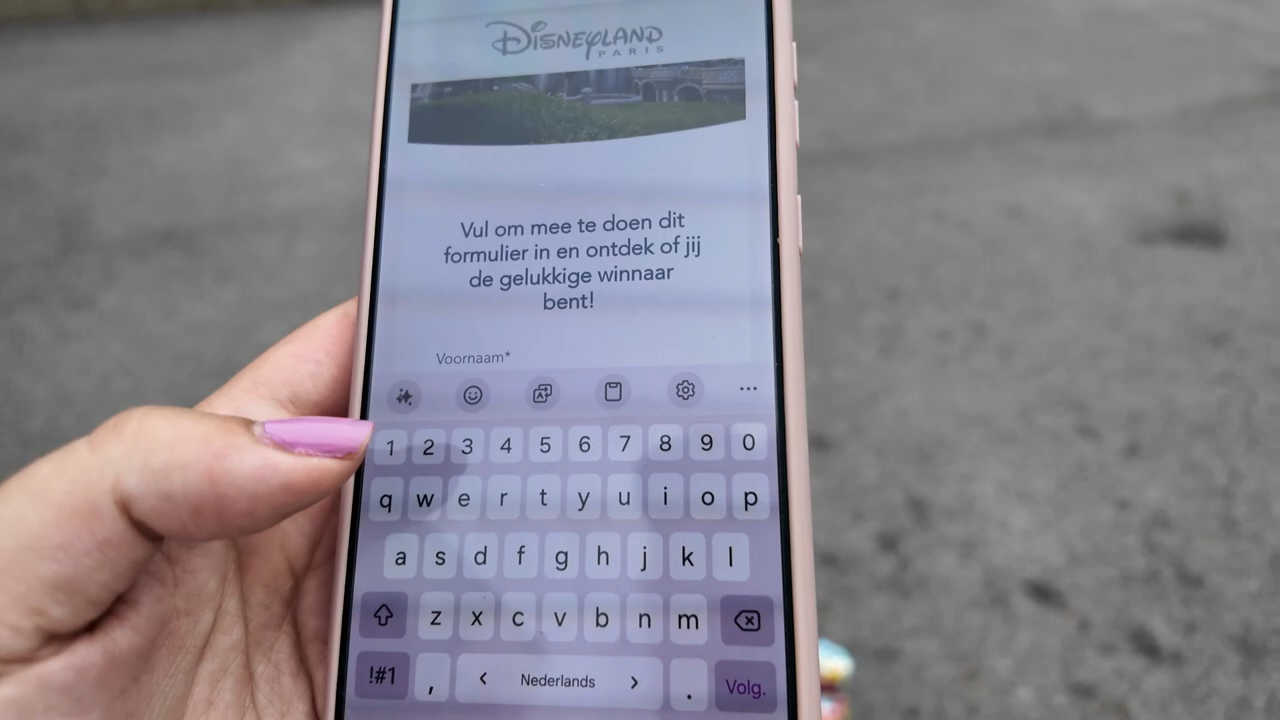 Disneyland
PARIS
Vul om mee te doen dit
formulier in en ontdek of jij
de gelukkige winnaar
bent!
Voornaam*
1 2 3 4 5 6 7 8 9 0
q w e r t y u i o p
a s d f g h j k l
z x c v b n m
!#1 , < Nederlands > . Volg.